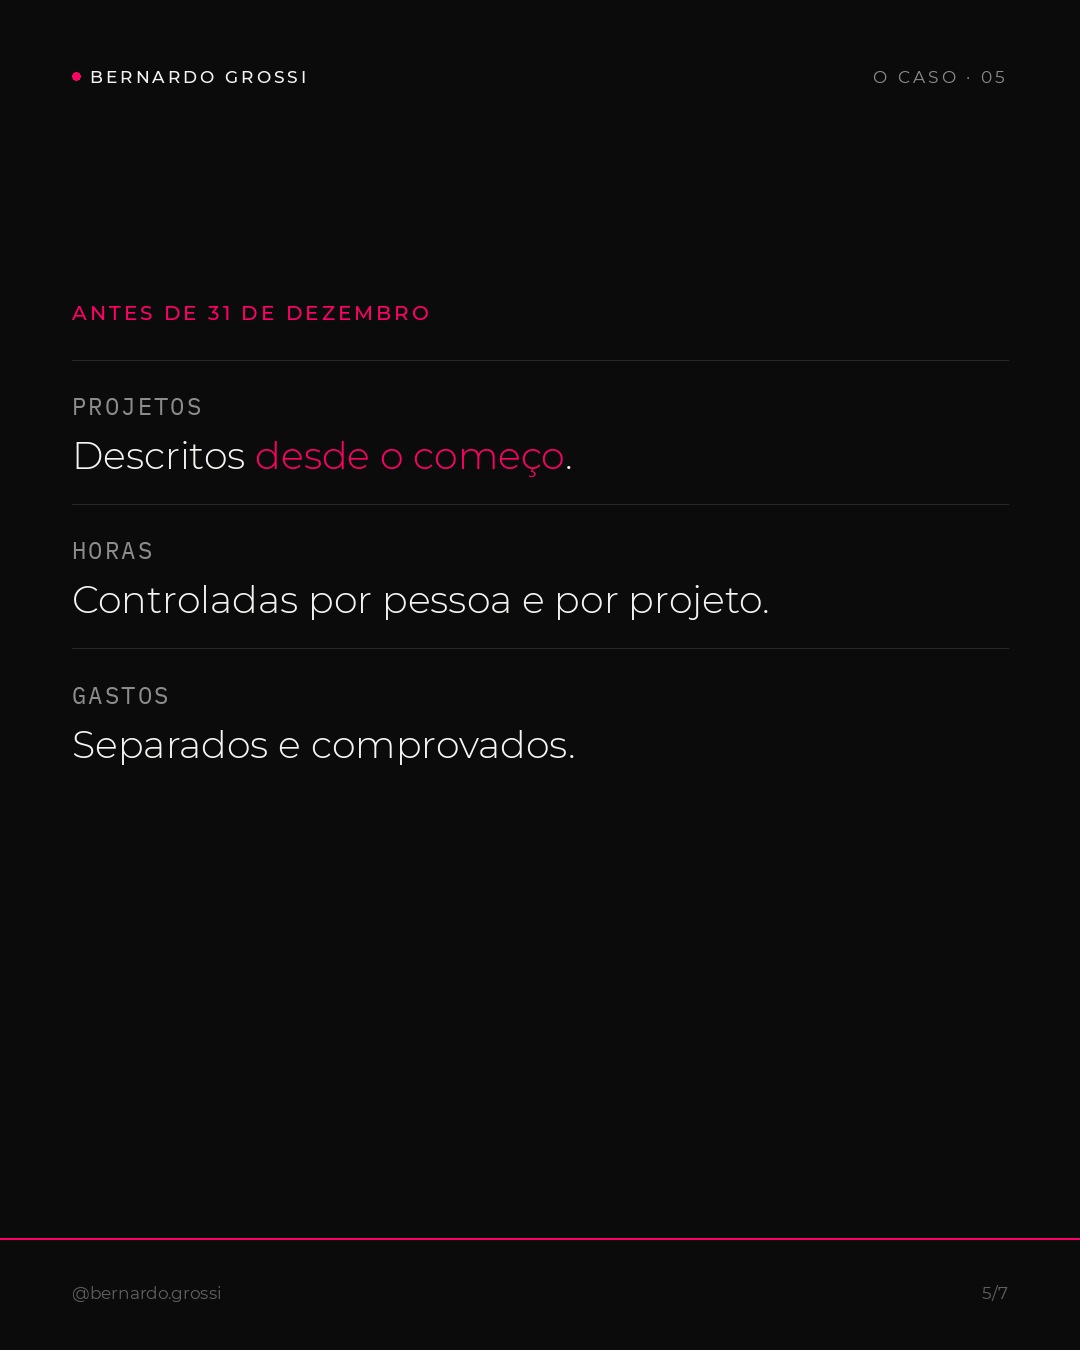 BERNARDO GROSSI
O CASO · 05
ANTES DE 31 DE DEZEMBRO
PROJETOS
Descritos desde o começo.
HORAS
Controladas por pessoa e por projeto.
GASTOS
Separados e comprovados.
@bernardo.grossi
5/7